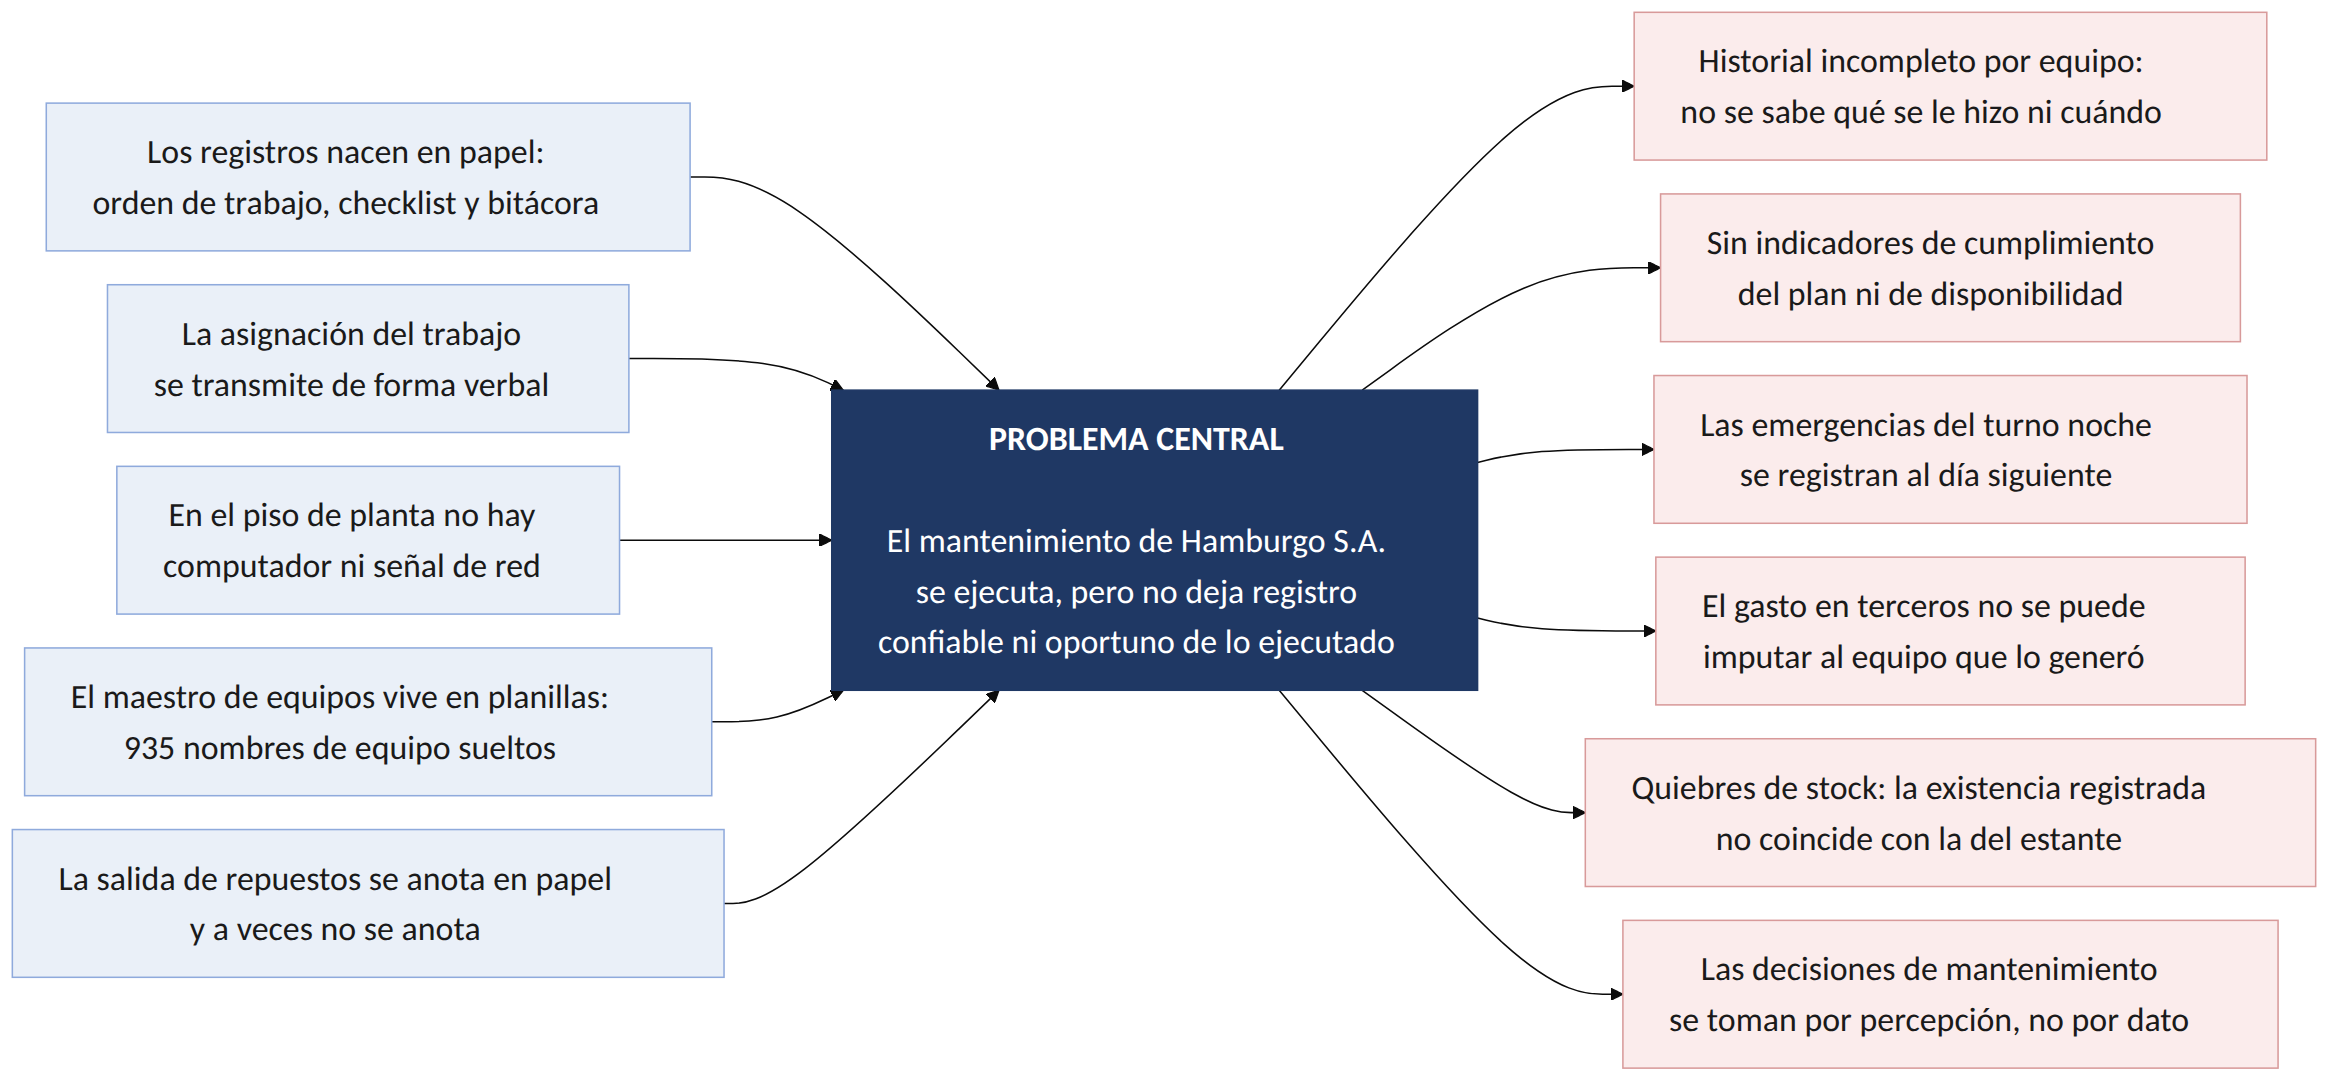 Los registros nacen en papel:
orden de trabajo, checklist y bitácora
La asignación del trabajo
se transmite de forma verbal
En el piso de planta no hay
computador ni señal de red
El maestro de equipos vive en planillas:
935 nombres de equipo sueltos
La salida de repuestos se anota en papel
y a veces no se anota
PROBLEMA CENTRAL
El mantenimiento de Hamburgo S.A.
se ejecuta, pero no deja registro
confiable ni oportuno de lo ejecutado
Historial incompleto por equipo:
no se sabe qué se le hizo ni cuándo
Sin indicadores de cumplimiento
del plan ni de disponibilidad
Las emergencias del turno noche
se registran al día siguiente
El gasto en terceros no se puede
imputar al equipo que lo generó
Quiebres de stock: la existencia registrada
no coincide con la del estante
Las decisiones de mantenimiento
se toman por percepción, no por dato